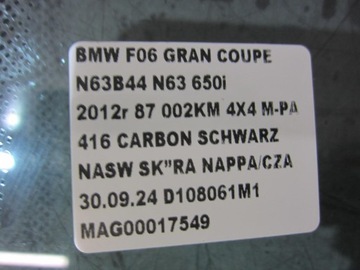 BMW F06 GRAN COUPE
N63B44 N63 650i
2012r 87 002KM 4X4 M-PA
416 CARBON SCHWARZ
NASW SK"RA NAPPA/CZA
30.09.24 D108061M1
MAG00017549